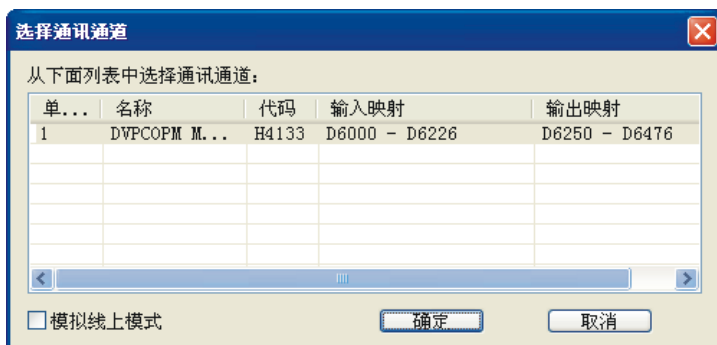 选择通讯通道
从下面列表中选择通讯通道：
单... 名称 代码 输入映射 输出映射
1 DVPCOPM M... H4133 D6000 - D6226 D6250 - D6476
模拟线上模式 确定 取消